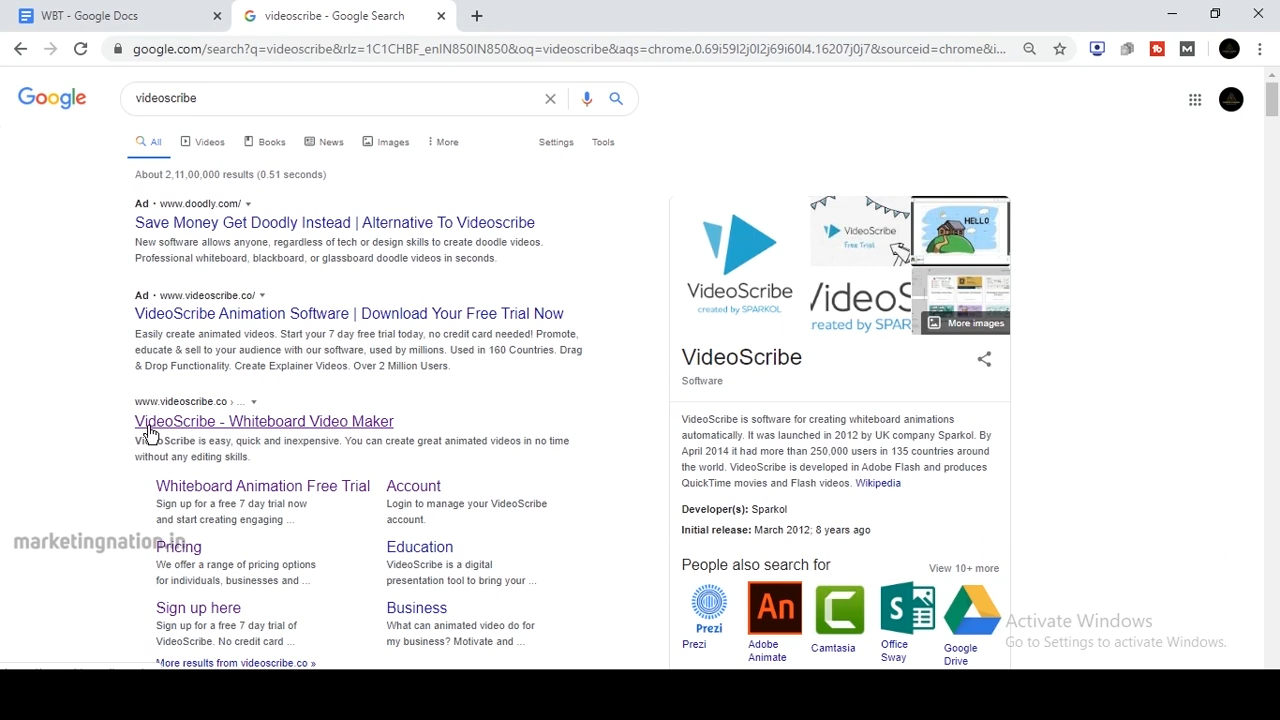 WBT - Google Docs
videoscribe - Google Search
google.com/search?q=videoscribe&rlz=1C1CHBF_enIN850IN850&oq=videoscribe&aqs=chrome.0.69i59l2j0l2j69i60l4.16207j0j7&sourceid=chrome&i...
Google
videoscribe
All
Videos
Books
News
Images
More
Settings
Tools
About 2,11,00,000 results (0.51 seconds)
Ad · www.doodly.com/
Save Money Get Doodly Instead | Alternative To Videoscribe
New software allows anyone, regardless of tech or design skills to create doodle videos.
Professional whiteboard, blackboard, or glassboard doodle videos in seconds.
Ad · www.videoscribe.co/
VideoScribe Animation Software | Download Your Free Trial Now
Easily create animated videos. Start your 7 day free trial today, no credit card needed! Promote,
educate & sell to your audience with our software, used by millions. Used in 160 Countries. Drag
& Drop Functionality. Create Explainer Videos. Over 2 Million Users.
www.videoscribe.co › ...
VideoScribe - Whiteboard Video Maker
VideoScribe is easy, quick and inexpensive. You can create great animated videos in no time
without any editing skills.
Whiteboard Animation Free Trial
Sign up for a free 7 day trial now
and start creating engaging ...
Account
Login to manage your VideoScribe
account.
marketingnation.in
Pricing
We offer a range of pricing options
for individuals, businesses and ...
Education
VideoScribe is a digital
presentation tool to bring your ...
Sign up here
Sign up for a free 7 day trial of
VideoScribe. No credit card ...
Business
What can animated video do for
my business? Motivate and ...
More results from videoscribe.co »
VideoScribe
created by SPARKOL
VideoScribe
Free Trial
HELLO
VideoS
created by SPAR
More images
VideoScribe
Software
VideoScribe is software for creating whiteboard animations
automatically. It was launched in 2012 by UK company Sparkol. By
April 2014 it had more than 250,000 users in 135 countries around
the world. VideoScribe is developed in Adobe Flash and produces
QuickTime movies and Flash videos. Wikipedia
Developer(s): Sparkol
Initial release: March 2012; 8 years ago
People also search for
View 10+ more
Prezi
An
C
S
Prezi
Adobe
Animate
Camtasia
Office
Sway
Google
Drive
Activate Windows
Go to Settings to activate Windows.